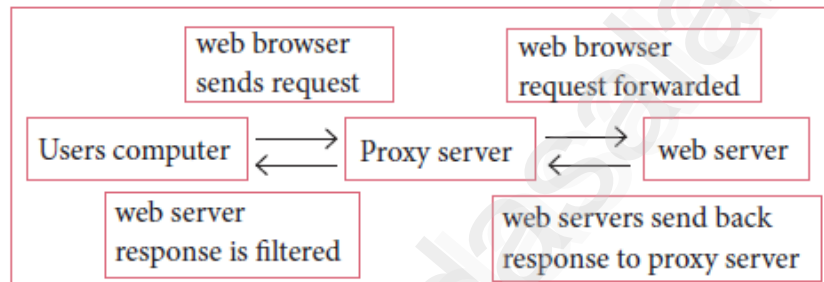 web browser
sends request
web browser
request forwarded
Users computer
Proxy server
web server
web server
response is filtered
web servers send back
response to proxy server